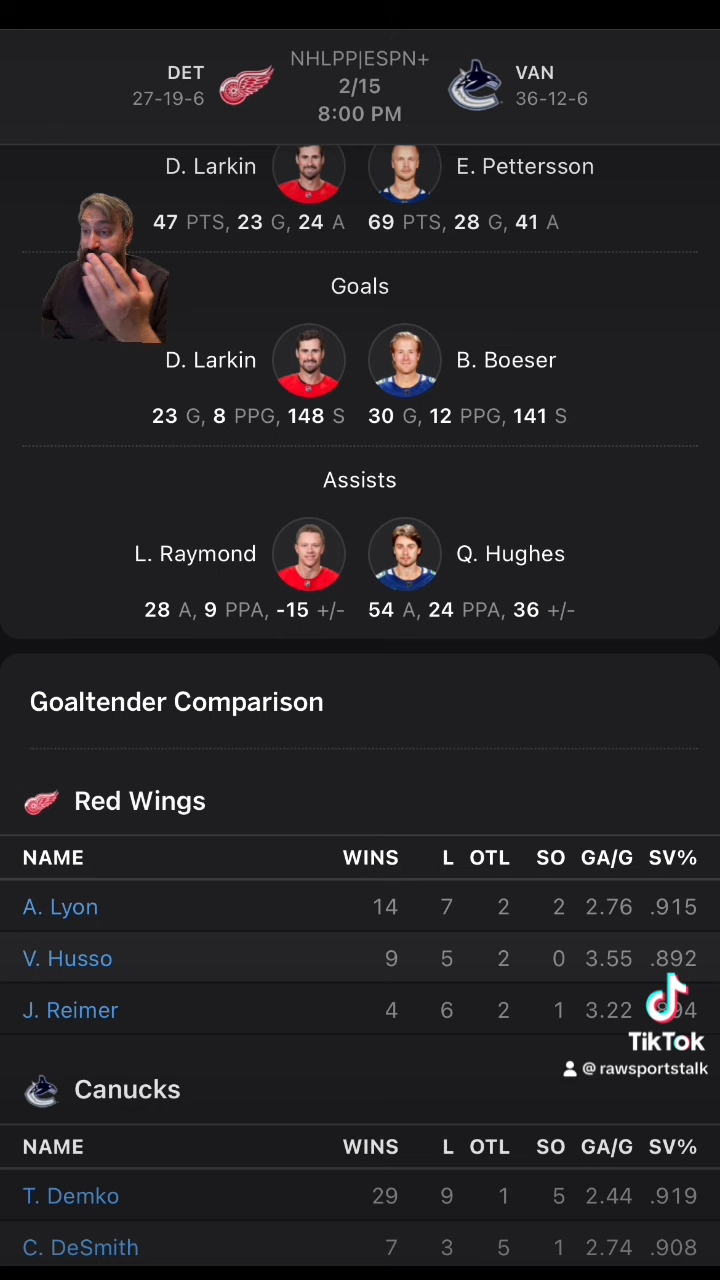 NHLPP|ESPN+
DET
VAN
27-19-6
2/15
36-12-6
8:00 PM
D. Larkin
E. Pettersson
47 PTS, 23 G, 24 A
69 PTS, 28 G, 41 A
Goals
D. Larkin
B. Boeser
23 G, 8 PPG, 148 S
30 G, 12 PPG, 141 S
Assists
L. Raymond
Q. Hughes
28 A, 9 PPA, -15 +/-
54 A, 24 PPA, 36 +/-
Goaltender Comparison
Red Wings
NAME WINS L OTL SO GA/G SV%
A. Lyon 14 7 2 2 2.76 .915
V. Husso 9 5 2 0 3.55 .892
J. Reimer 4 6 2 1 3.22
TikTok
@rawsportstalk
Canucks
NAME WINS L OTL SO GA/G SV%
T. Demko 29 9 1 5 2.44 .919
C. DeSmith 7 3 5 1 2.74 .908